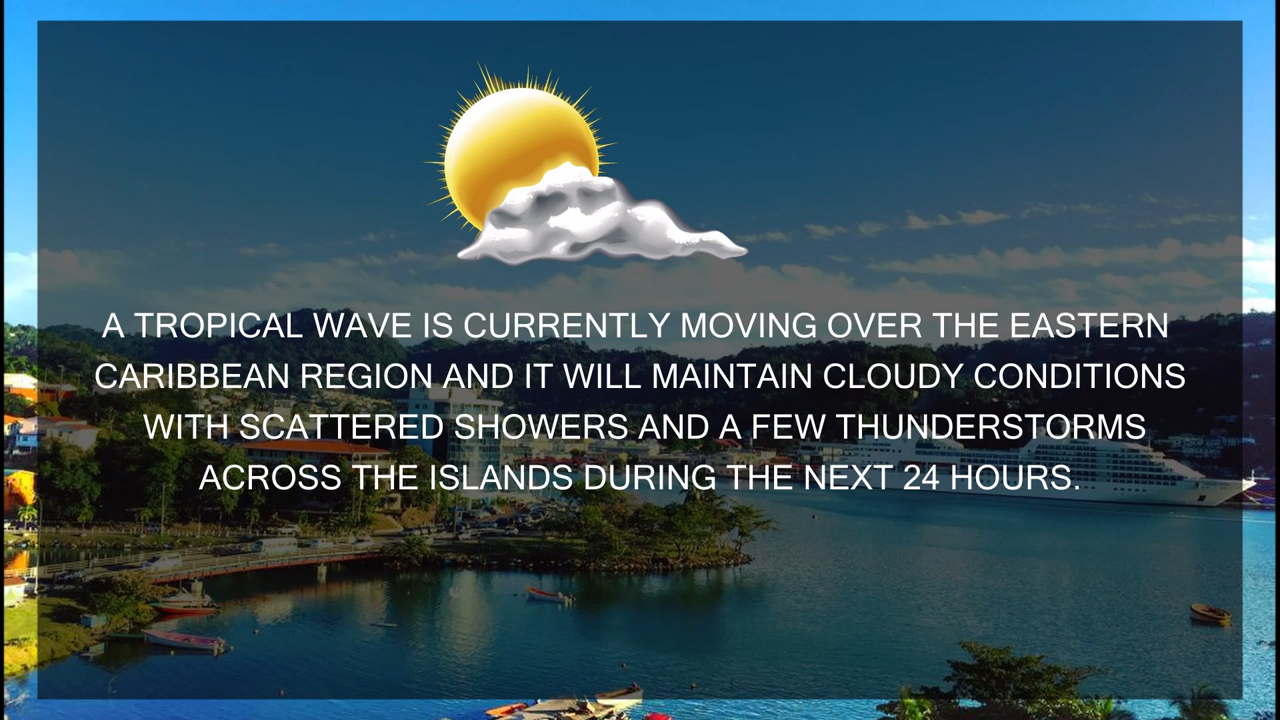 A TROPICAL WAVE IS CURRENTLY MOVING OVER THE EASTERN
CARIBBEAN REGION AND IT WILL MAINTAIN CLOUDY CONDITIONS
WITH SCATTERED SHOWERS AND A FEW THUNDERSTORMS
ACROSS THE ISLANDS DURING THE NEXT 24 HOURS.